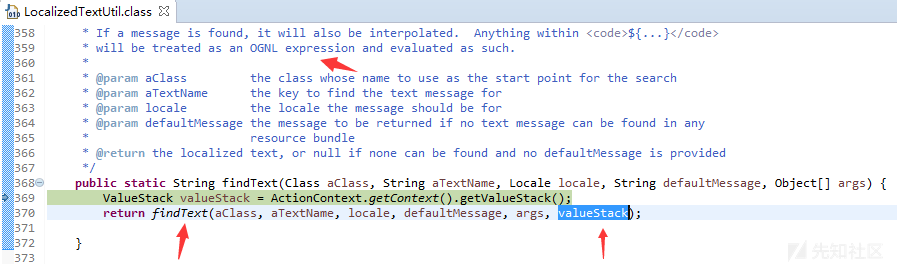 LocalizedTextUtil.class
358 * If a message is found, it will also be interpolated.  Anything within <code>${...}</code>
359 * will be treated as an OGNL expression and evaluated as such.
360 *
361 * @param aClass         the class whose name to use as the start point for the search
362 * @param aTextName      the key to find the text message for
363 * @param locale         the locale the message should be for
364 * @param defaultMessage the message to be returned if no text message can be found in any
365 *                       resource bundle
366 * @return the localized text, or null if none can be found and no defaultMessage is provided
367 */
368 public static String findText(Class aClass, String aTextName, Locale locale, String defaultMessage, Object[] args) {
369 ValueStack valueStack = ActionContext.getContext().getValueStack();
370 return findText(aClass, aTextName, locale, defaultMessage, args, valueStack);
371
372 }
373
先知社区